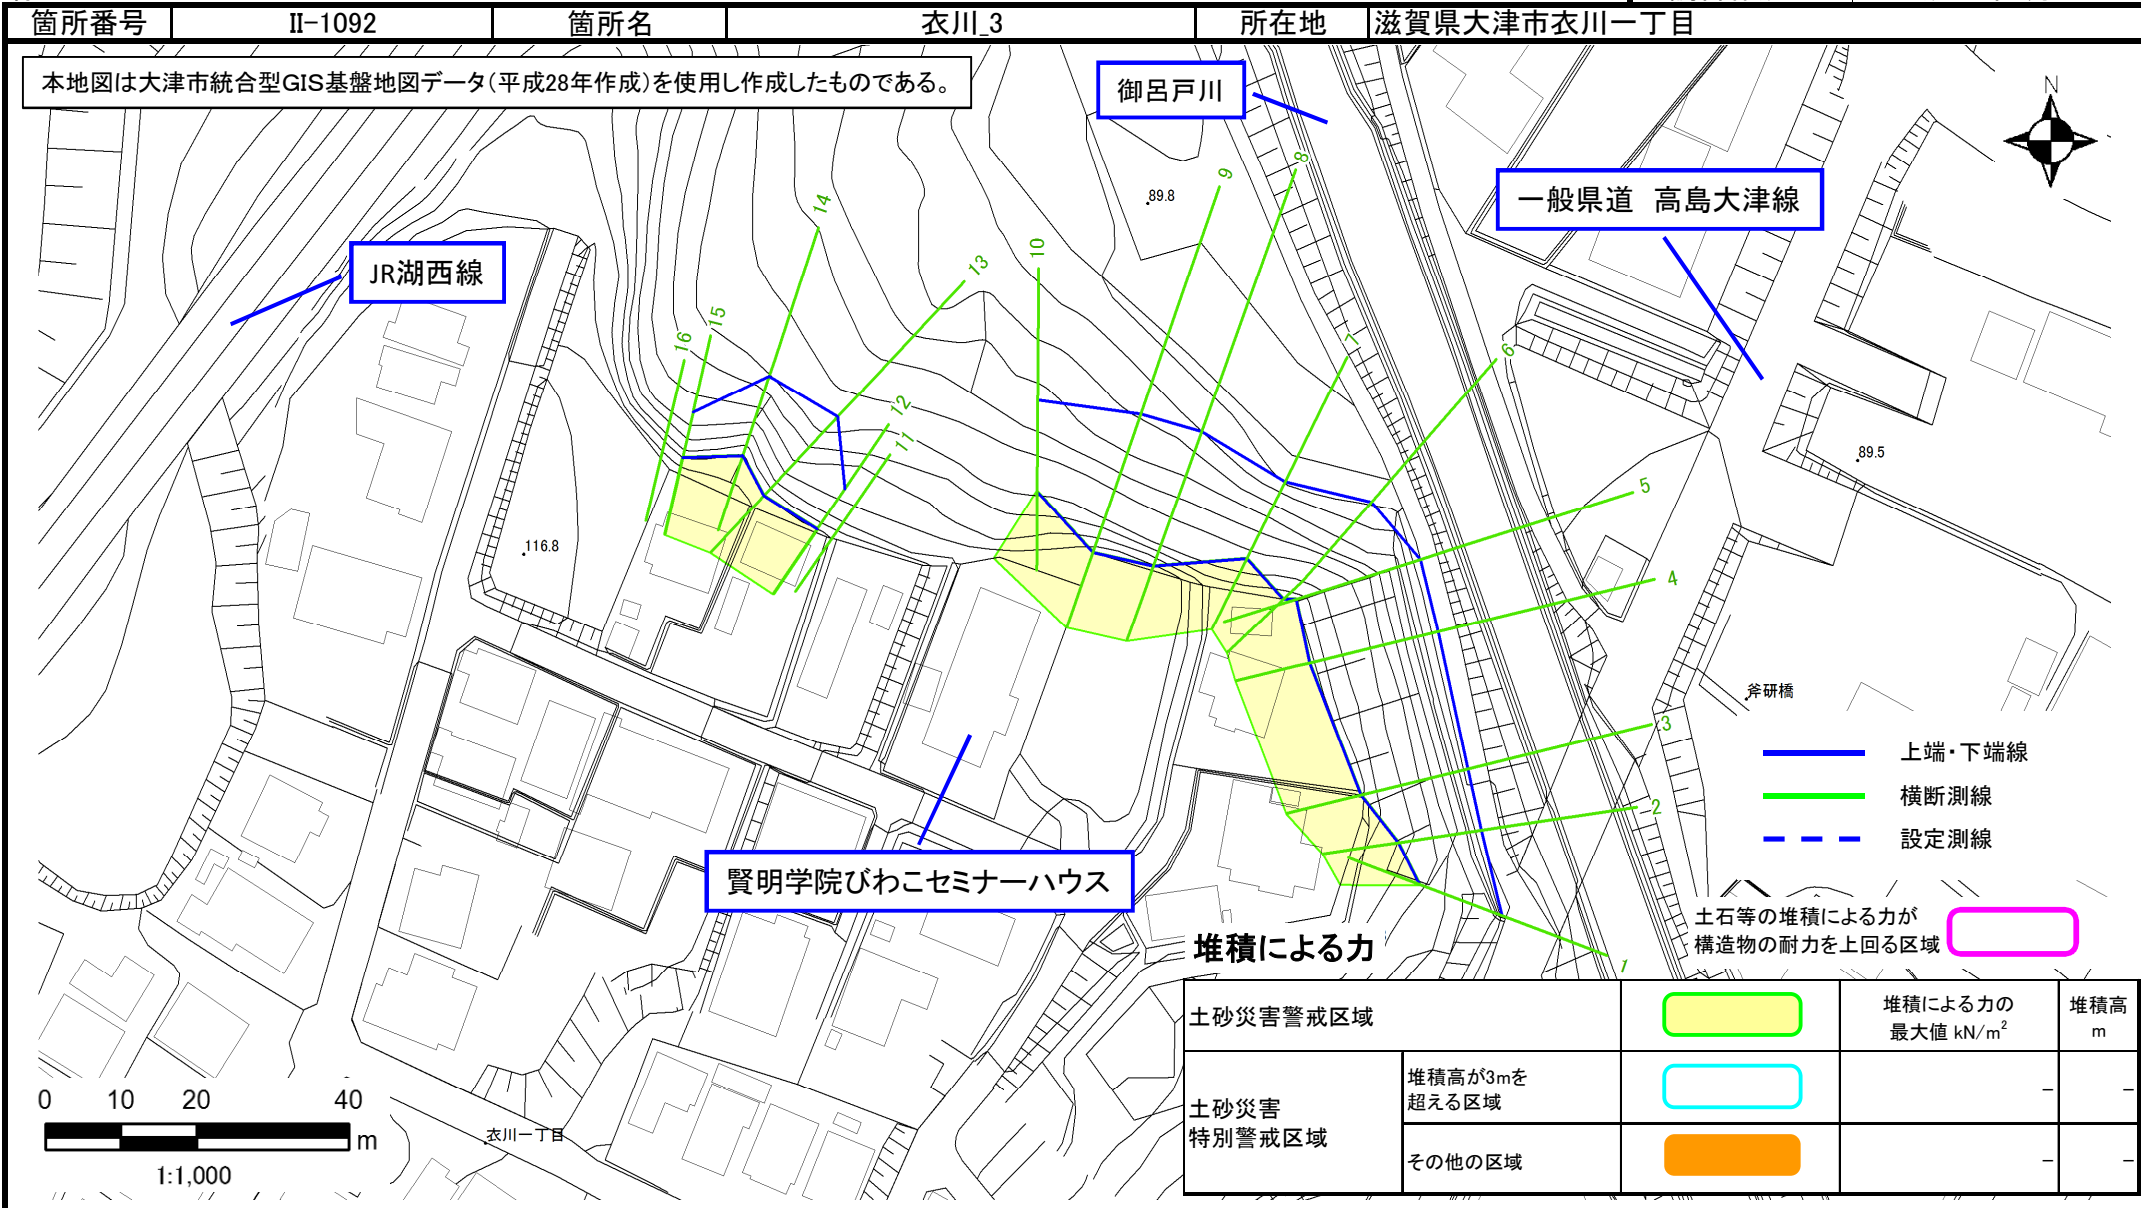 箇所番号 II-1092 箇所名 衣川_3 所在地 滋賀県大津市衣川一丁目
本地図は大津市統合型GIS基盤地図データ(平成28年作成)を使用し作成したものである。
御呂戸川
N
一般県道 高島大津線
JR湖西線
89.8
89.5
116.8
斧研橋
16
15
14
13
12
11
10
9
8
7
6
5
4
3
2
1
上端・下端線
横断測線
設定測線
賢明学院びわこセミナーハウス
土石等の堆積による力が
構造物の耐力を上回る区域
堆積による力
土砂災害警戒区域
堆積による力の
最大値 kN/m²
堆積高
m
土砂災害
特別警戒区域
堆積高が3mを
超える区域
- -
その他の区域
- -
0 10 20 40
m
1:1,000
衣川一丁目